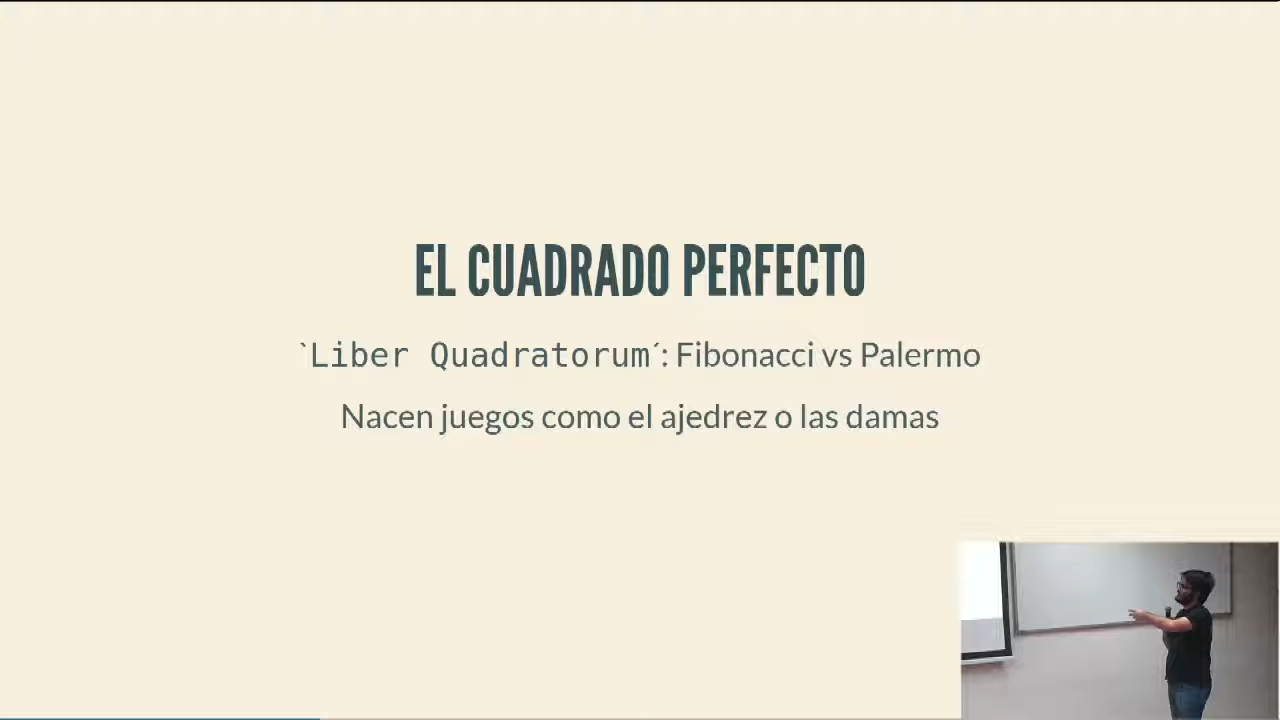 EL CUADRADO PERFECTO
`Liber Quadratorum´: Fibonacci vs Palermo
Nacen juegos como el ajedrez o las damas